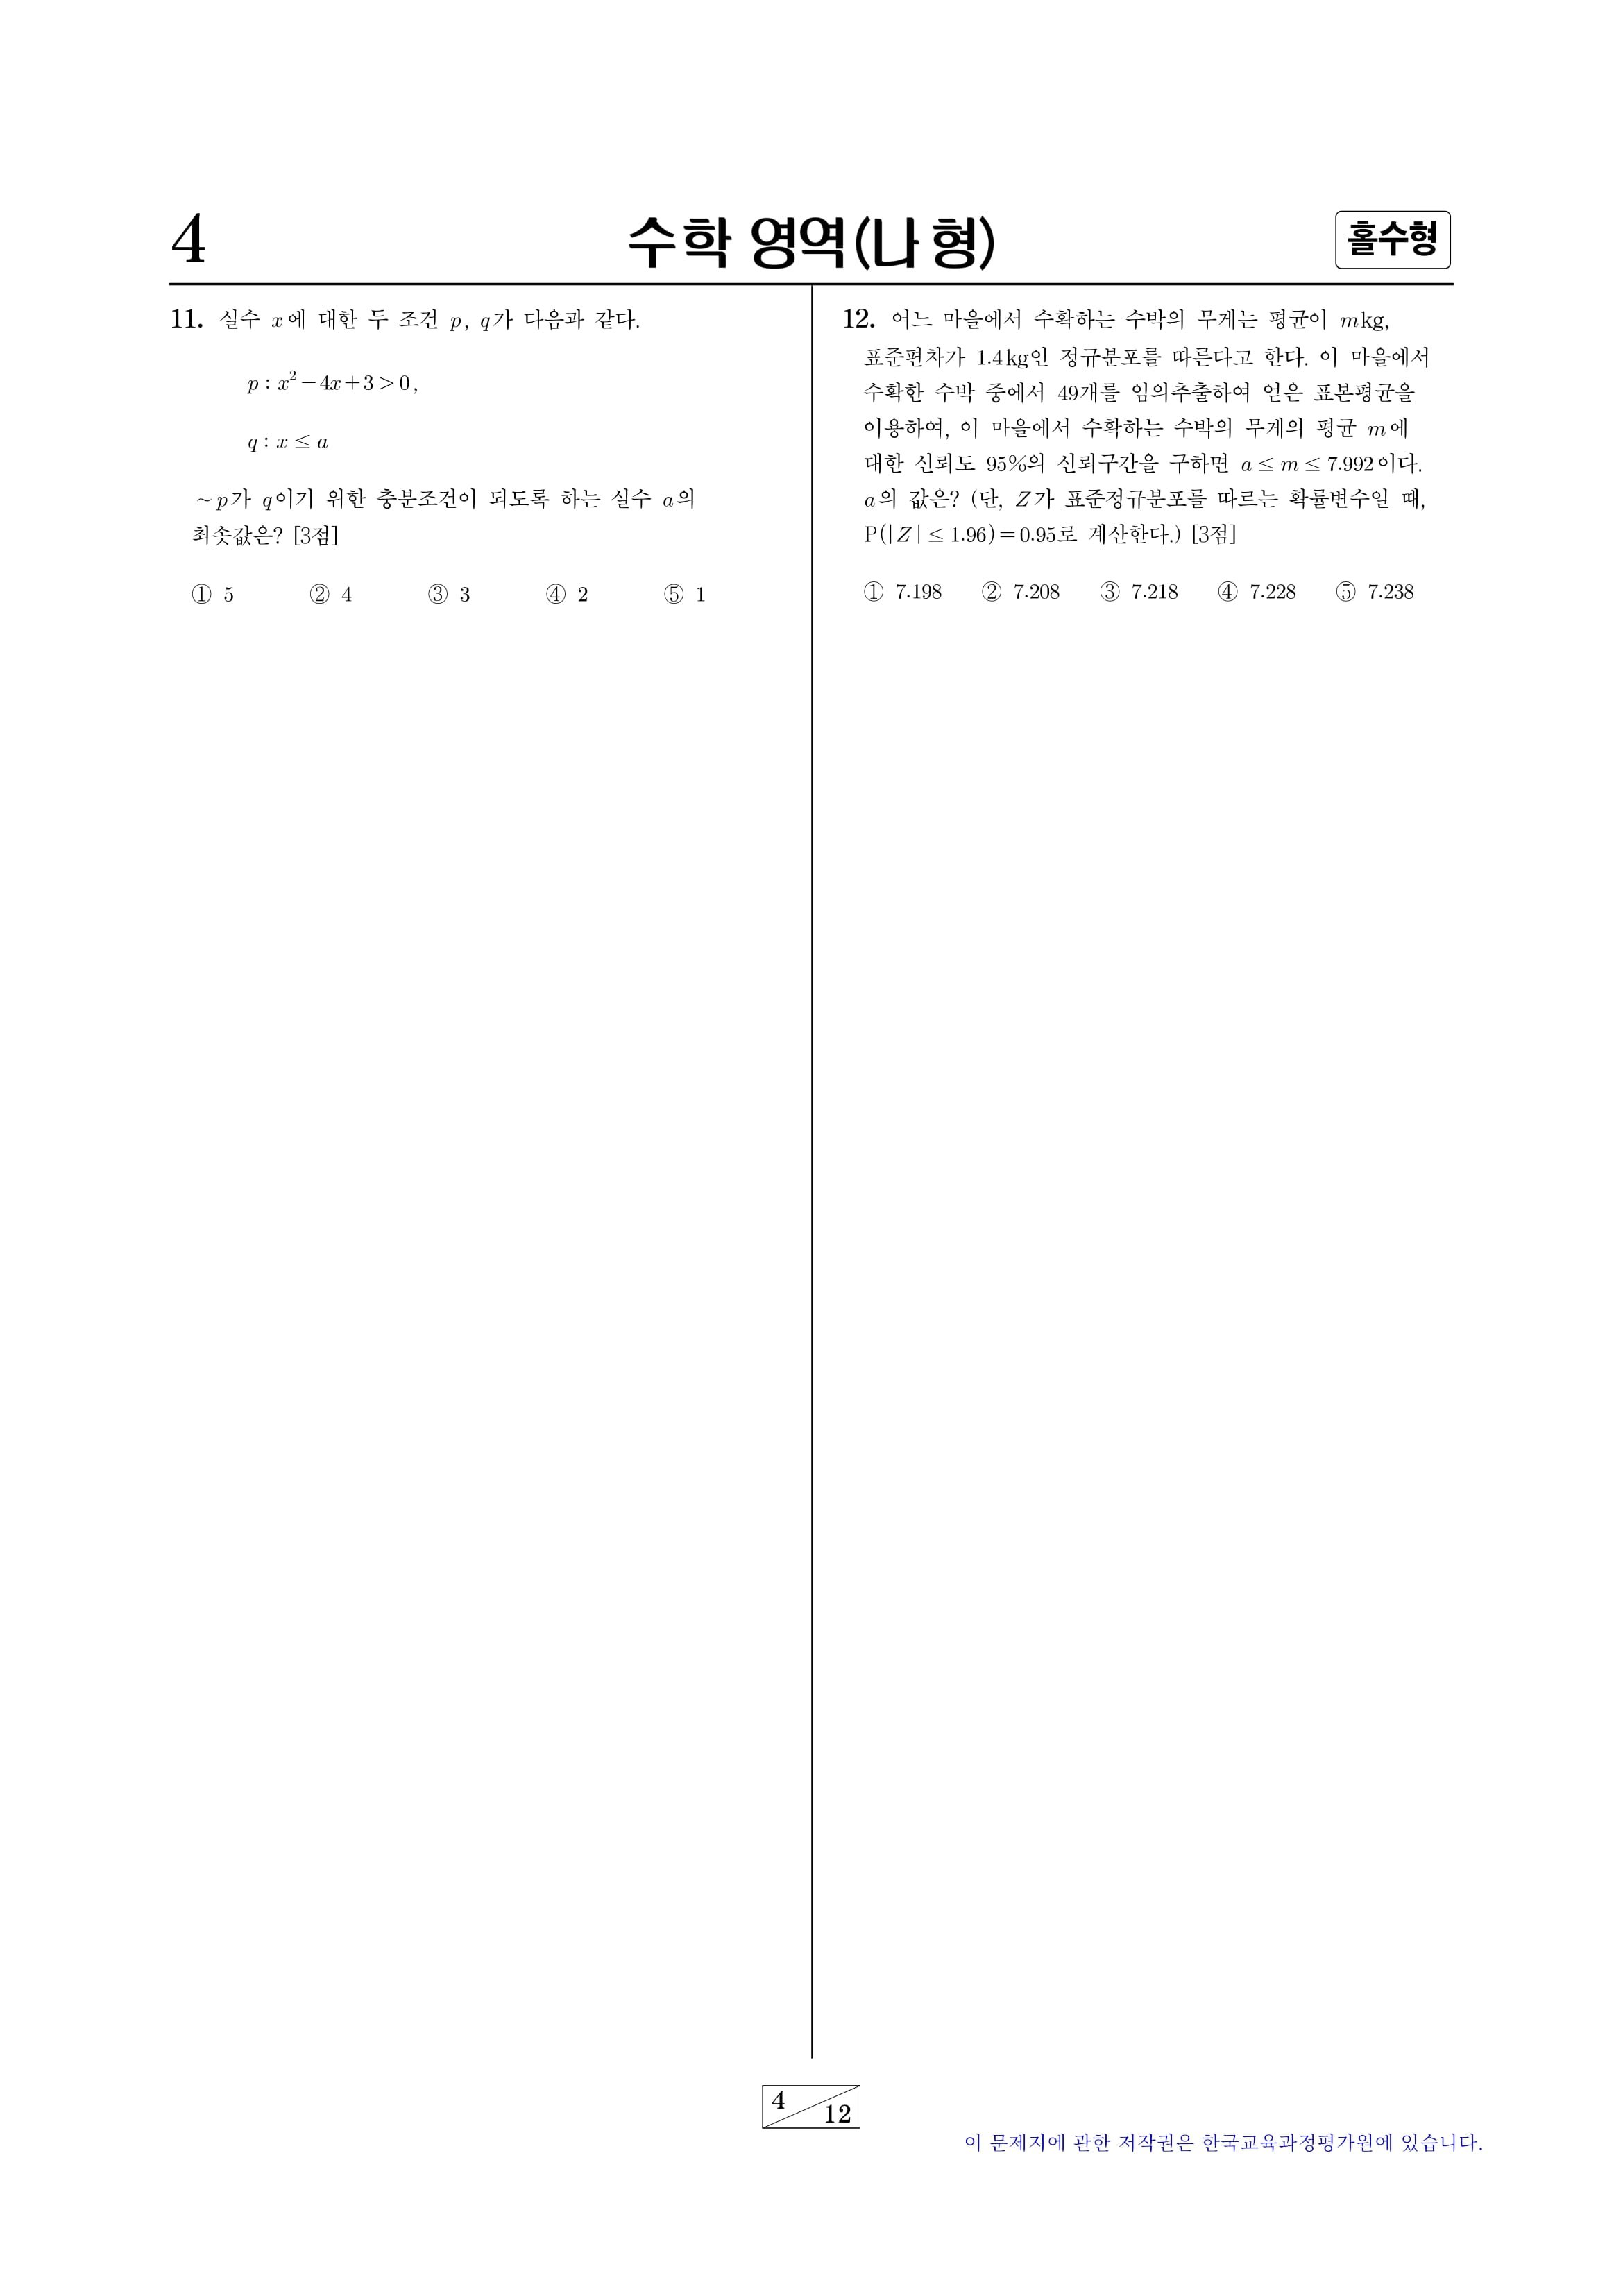 4
수학 영역(나 형)
홀수형
11. 실수 x에 대한 두 조건 p, q가 다음과 같다.
p : x² − 4x + 3 > 0,
q : x ≤ a
~p가 q이기 위한 충분조건이 되도록 하는 실수 a의
최솟값은? [3점]
① 5 ② 4 ③ 3 ④ 2 ⑤ 1
12. 어느 마을에서 수확하는 수박의 무게는 평균이 m kg,
표준편차가 1.4 kg인 정규분포를 따른다고 한다. 이 마을에서
수확한 수박 중에서 49개를 임의추출하여 얻은 표본평균을
이용하여, 이 마을에서 수확하는 수박의 무게의 평균 m에
대한 신뢰도 95%의 신뢰구간을 구하면 a ≤ m ≤ 7.992이다.
a의 값은? (단, Z가 표준정규분포를 따르는 확률변수일 때,
P(|Z| ≤ 1.96) = 0.95로 계산한다.) [3점]
① 7.198 ② 7.208 ③ 7.218 ④ 7.228 ⑤ 7.238
4
12
이 문제지에 관한 저작권은 한국교육과정평가원에 있습니다.